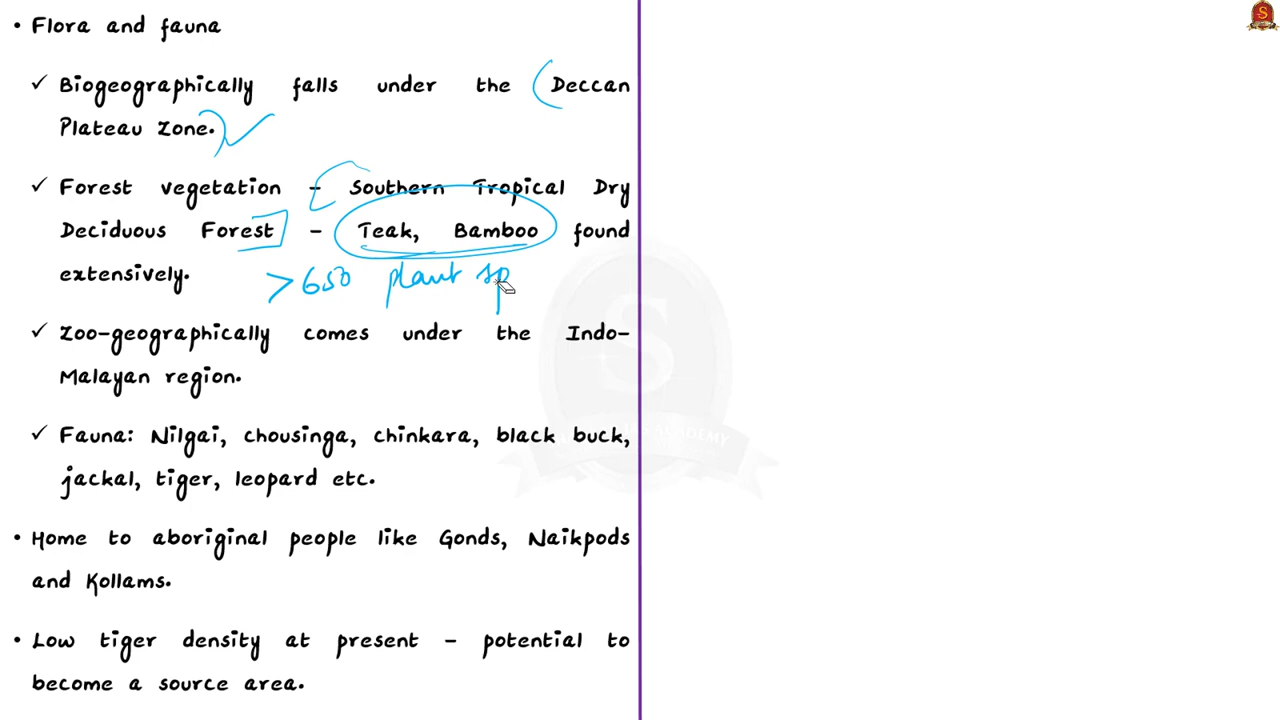 • Flora and fauna
✓ Biogeographically falls under the Deccan
Plateau Zone.
✓ Forest vegetation - Southern Tropical Dry
Deciduous Forest - Teak, Bamboo found
extensively.
>650 plant sp
✓ Zoo-geographically comes under the Indo-
Malayan region.
✓ Fauna: Nilgai, chousinga, chinkara, black buck,
jackal, tiger, leopard etc.
• Home to aboriginal people like Gonds, Naikpods
and Kollams.
• Low tiger density at present - potential to
become a source area.
S
ACADEMY